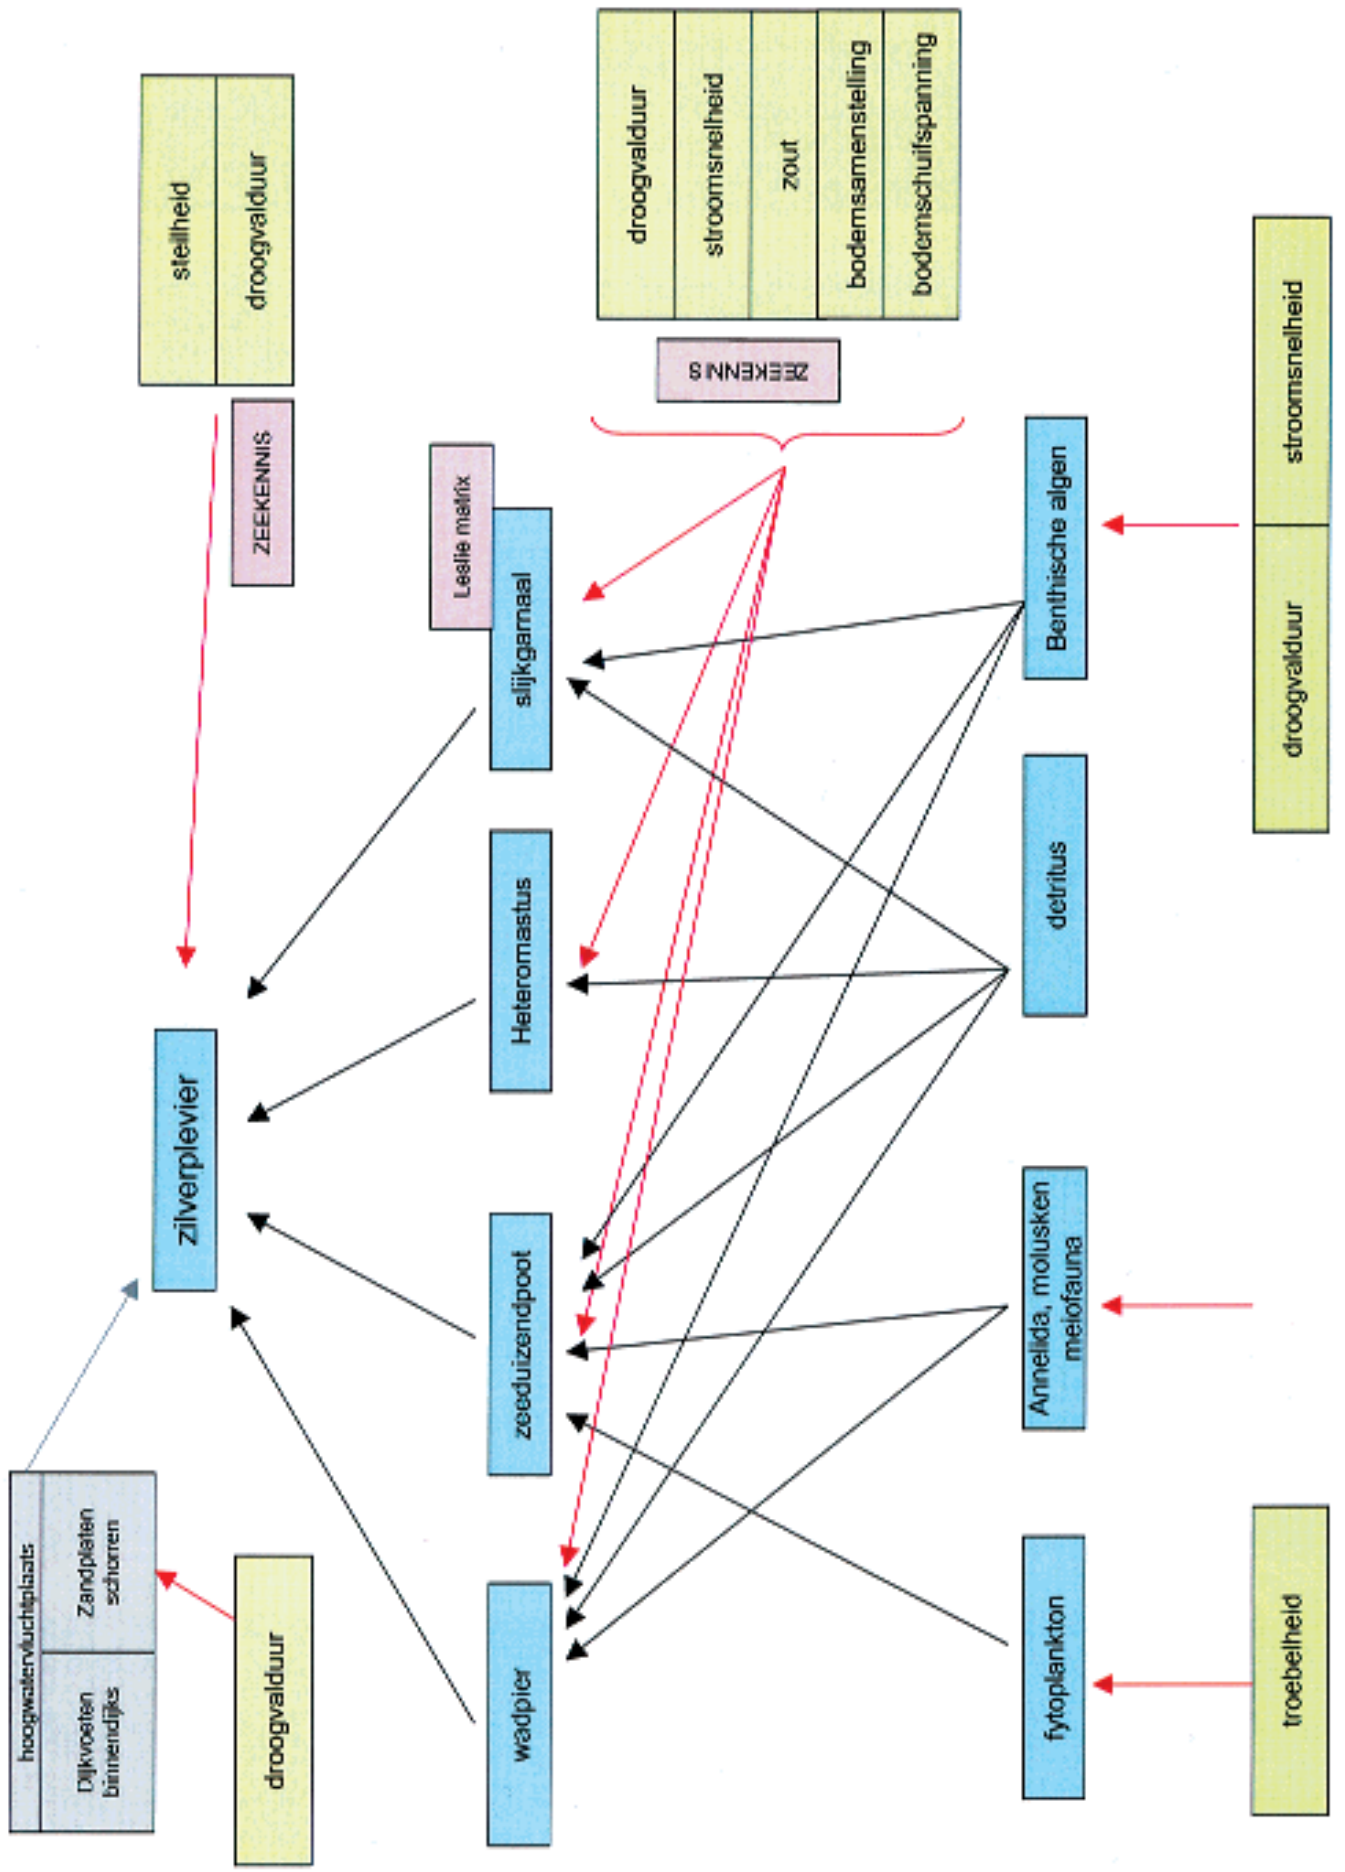 hoogwatervluchtplaats
Dijkvoeten
binnendijks
Zandplaten
schorren
droogvalduur
zilverplevier
steilheid
droogvalduur
ZEEKENNIS
wadpier
zeeduizendpoot
Heteromastus
slijkgarnaal
Leslie matrix
ZEEKENNIS
droogvalduur
stroomsnelheid
zout
bodemsamenstelling
bodemschuifspanning
fytoplankton
Annelida, molusken
meiofauna
detritus
Benthische algen
troebelheid
droogvalduur
stroomsnelheid